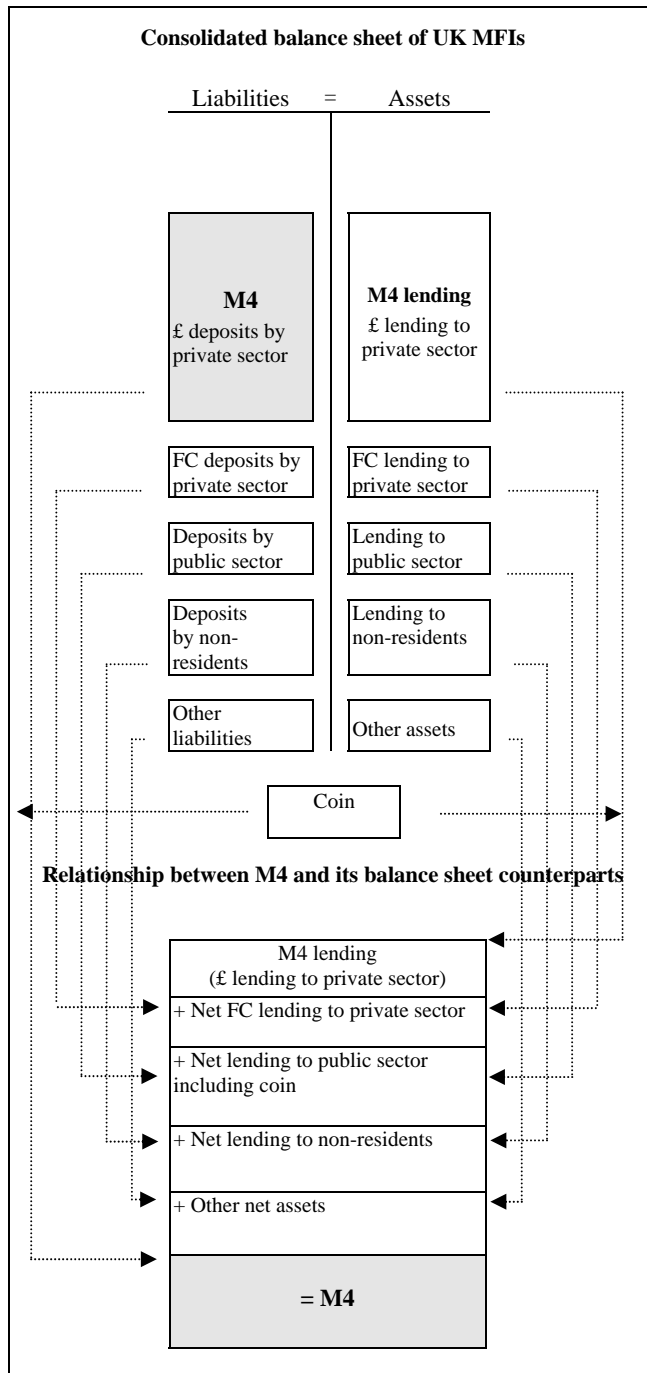 Consolidated balance sheet of UK MFIs
Liabilities = Assets
M4
£ deposits by
private sector
M4 lending
£ lending to
private sector
FC deposits by
private sector
FC lending to
private sector
Deposits by
public sector
Lending to
public sector
Deposits
by non-
residents
Lending to
non-residents
Other
liabilities
Other assets
Coin
Relationship between M4 and its balance sheet counterparts
M4 lending
(£ lending to private sector)
+ Net FC lending to private sector
+ Net lending to public sector
including coin
+ Net lending to non-residents
+ Other net assets
= M4